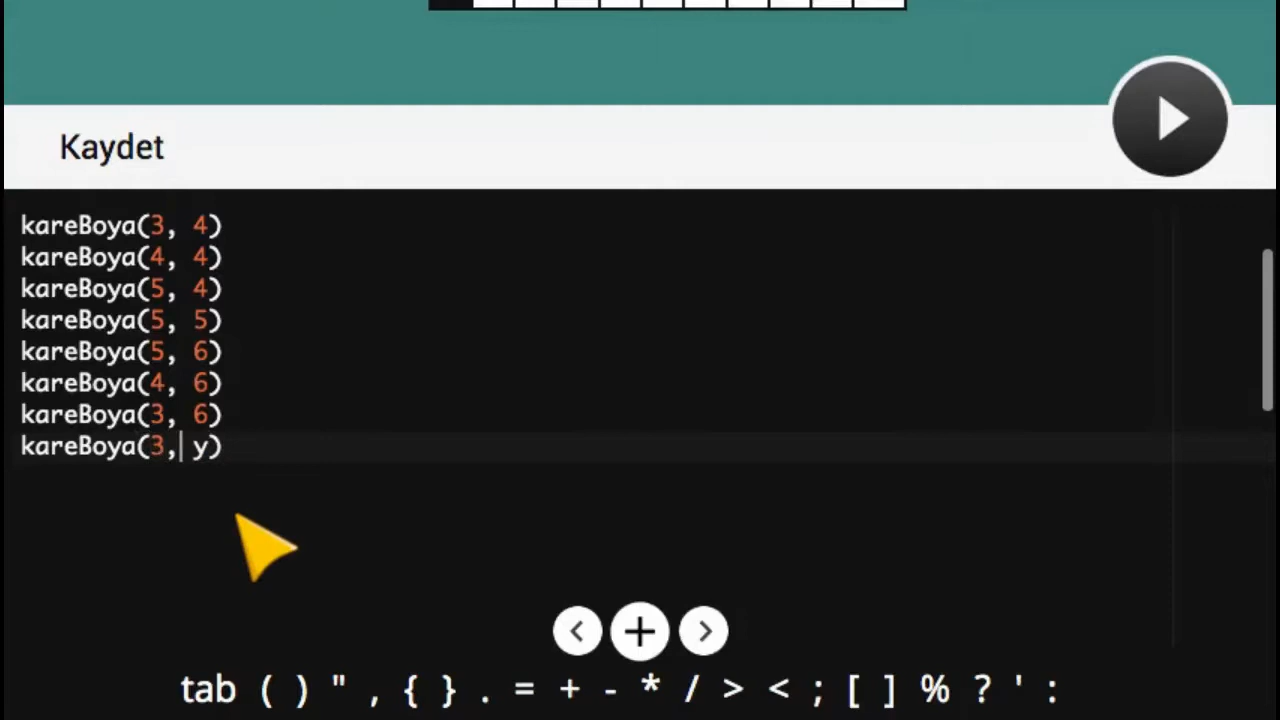 Kaydet
kareBoya(3, 4)
kareBoya(4, 4)
kareBoya(5, 4)
kareBoya(5, 5)
kareBoya(5, 6)
kareBoya(4, 6)
kareBoya(3, 6)
kareBoya(3, y)
tab ( ) " , { } . = + - * / > < ; [ ] % ? ' :